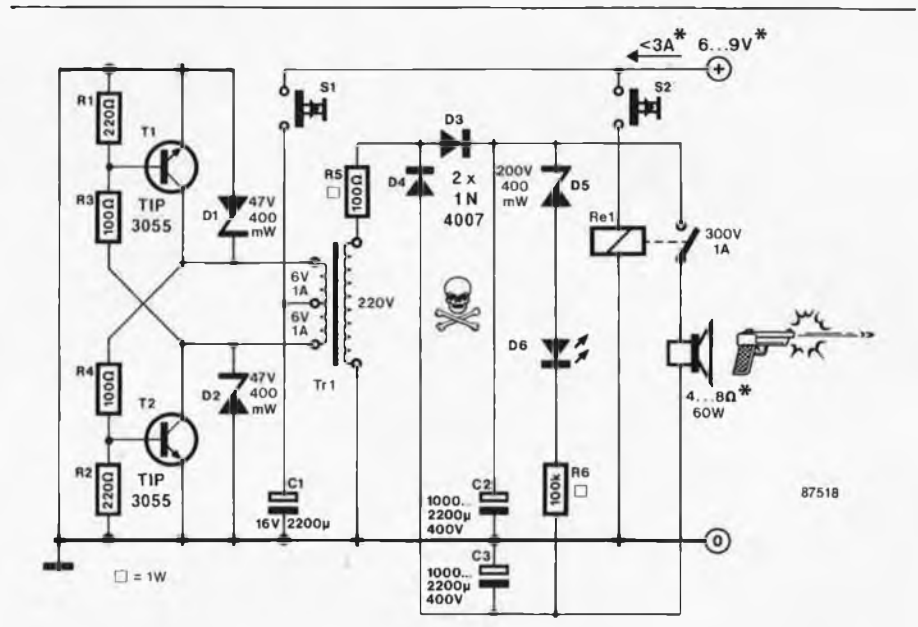 <3A* 6...9V*
+
S1
S2
R1
220Ω
T1
TIP
3055
R3
100Ω
D1
47V
400
mW
R5
□
100Ω
D3
D4
2 x
1N
4007
200V
400
mW
D5
Re1
300V
1A
6V
1A
6V
1A
220V
Tr1
D6
R4
100Ω
T2
TIP
3055
R2
220Ω
D2
47V
400
mW
4...8Ω*
60W
C1
16V
2200µ
C2
1000...
2200µ
400V
100k
R6
□
87518
0
C3
1000...
2200µ
400V
□ = 1W